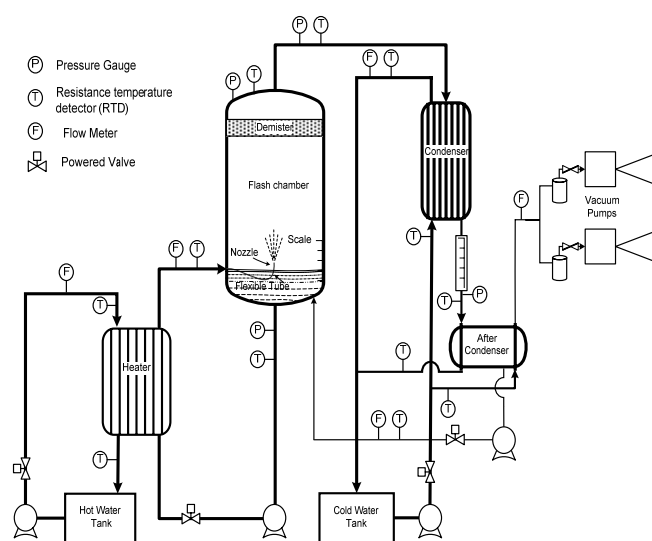 P Pressure Gauge
T Resistance temperature
detector (RTD)
F Flow Meter
Powered Valve
P T
P T
F T
Demister
Flash chamber
Scale
Nozzle
Flexible Tube
Condenser
Vacuum
Pumps
F
F T
F
T
T
P
T
P
T
After
Condenser
Heater
T
T
F T
T
Hot Water
Tank
Cold Water
Tank